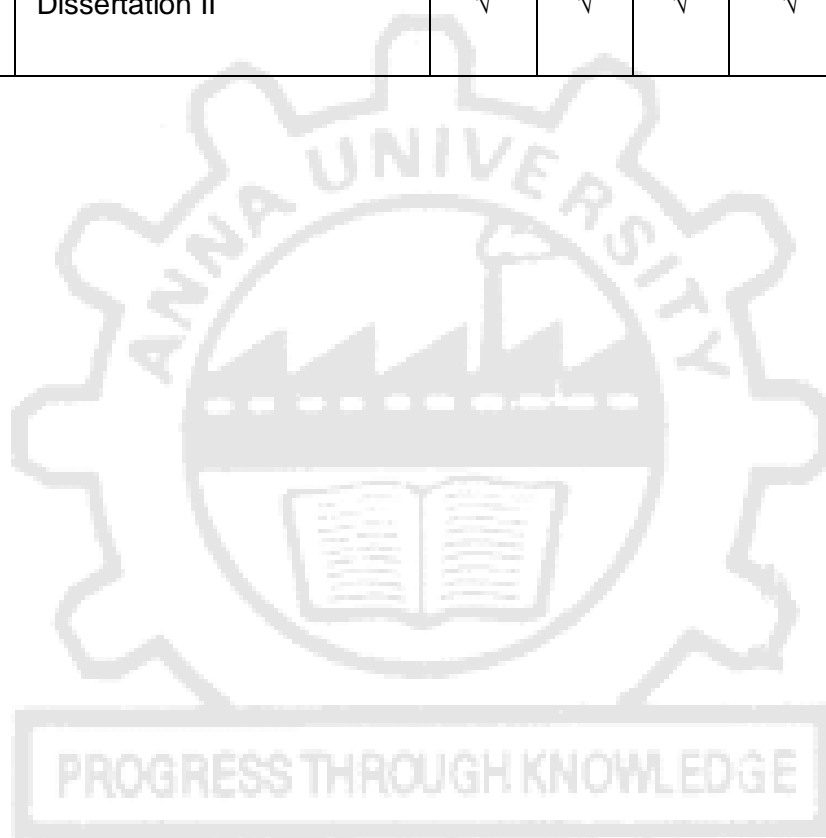 Dissertation II √ √ √ √
ANNA UNIVERSITY
PROGRESS THROUGH KNOWLEDGE